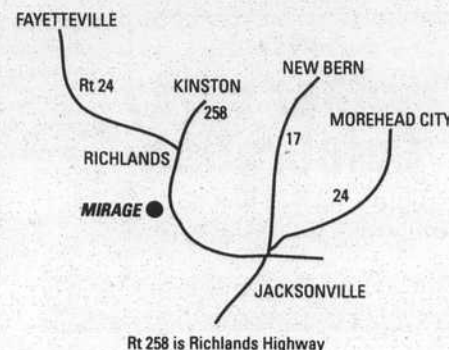 FAYETTEVILLE
Rt 24
KINSTON
258
NEW BERN
17
MOREHEAD CITY
24
RICHLANDS
MIRAGE
JACKSONVILLE
Rt 258 is Richlands Highway